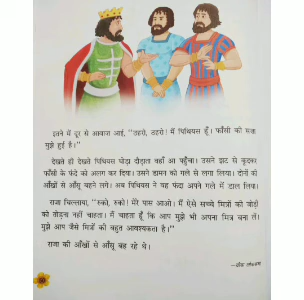 इतने में दूर से आवाज आई, "ठहरो, ठहरो! मैं पिथियस हूँ। फाँसी की सजा
मुझे हुई है।"
देखते ही देखते पिथियस घोड़ा दौड़ाता वहाँ आ पहुँचा। उसने झट से कूदकर
फाँसी के फंदे को अलग कर दिया। उसने डामन को गले से लगा लिया। दोनों की
आँखों से आँसू बहने लगे। अब पिथियस ने वह फंदा अपने गले में डाल लिया।
राजा चिल्लाया, "रुको, रुको! मेरे पास आओ। मैं ऐसे सच्चे मित्रों की जोड़ी
को तोड़ना नहीं चाहता। मैं चाहता हूँ कि आप मुझे भी अपना मित्र बना लें।
मुझे आप जैसे मित्रों की बहुत आवश्यकता है।"
राजा की आँखों से आँसू बह रहे थे।